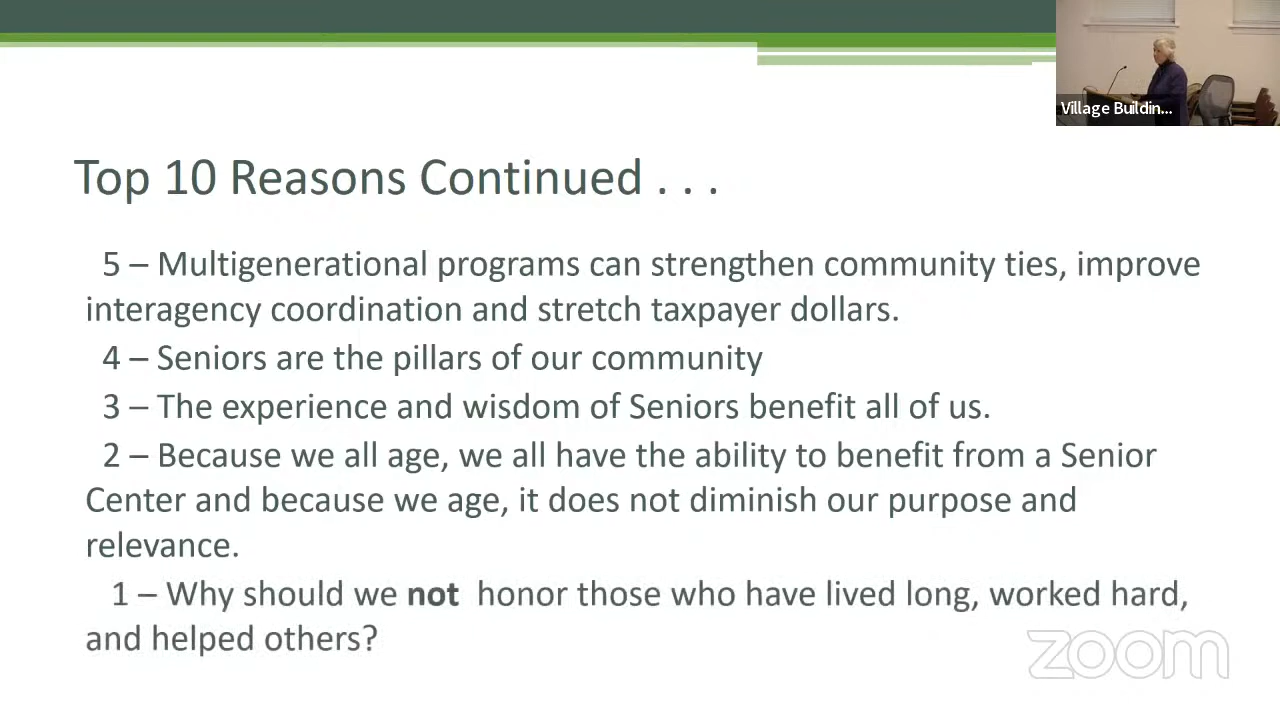 Village Buildin...
Top 10 Reasons Continued . . .
5 – Multigenerational programs can strengthen community ties, improve
interagency coordination and stretch taxpayer dollars.
4 – Seniors are the pillars of our community
3 – The experience and wisdom of Seniors benefit all of us.
2 – Because we all age, we all have the ability to benefit from a Senior
Center and because we age, it does not diminish our purpose and
relevance.
1 – Why should we not honor those who have lived long, worked hard,
and helped others?
zoom